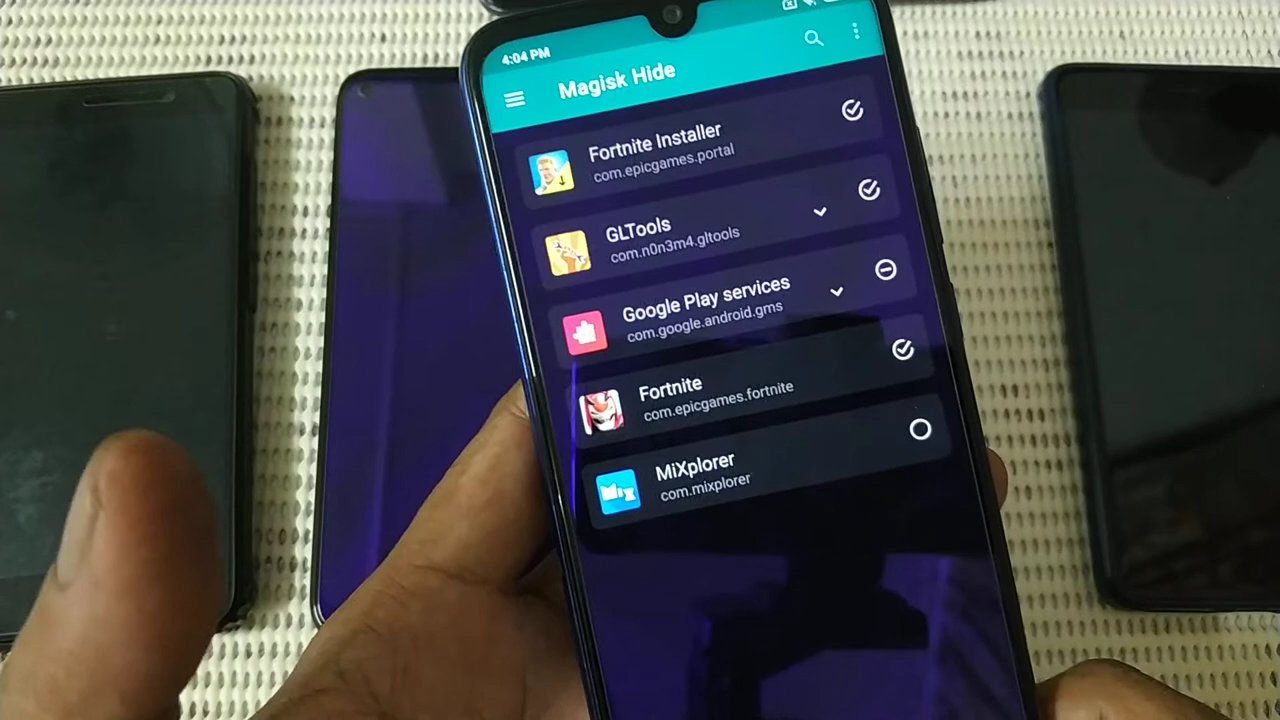 4:04 PM
Magisk Hide
Fortnite Installer
com.epicgames.portal
GLTools
com.n0n3m4.gltools
Google Play services
com.google.android.gms
Fortnite
com.epicgames.fortnite
MiXplorer
com.mixplorer
Mix